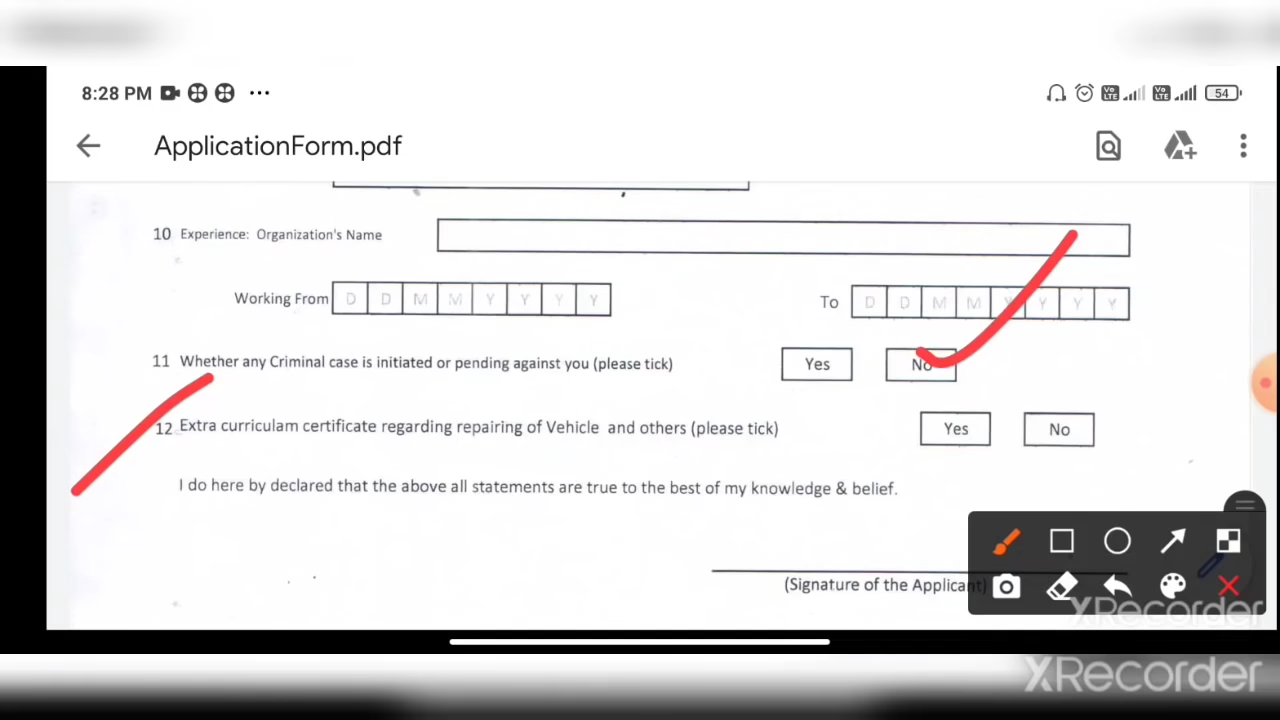 8:28 PM ...
54
ApplicationForm.pdf
10 Experience: Organization's Name
Working From D D M M Y Y Y Y To D D M M Y Y Y Y
11 Whether any Criminal case is initiated or pending against you (please tick) Yes No
12 Extra curriculam certificate regarding repairing of Vehicle and others (please tick) Yes No
I do here by declared that the above all statements are true to the best of my knowledge & belief.
(Signature of the Applicant)
XRecorder
XRecorder